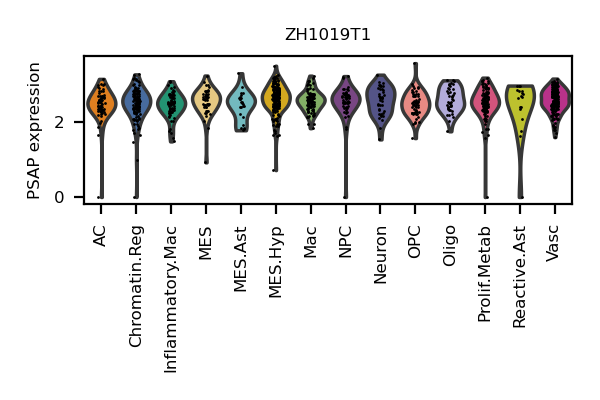 ZH1019T1
PSAP expression
2
0
AC
Chromatin.Reg
Inflammatory.Mac
MES
MES.Ast
MES.Hyp
Mac
NPC
Neuron
OPC
Oligo
Prolif.Metab
Reactive.Ast
Vasc